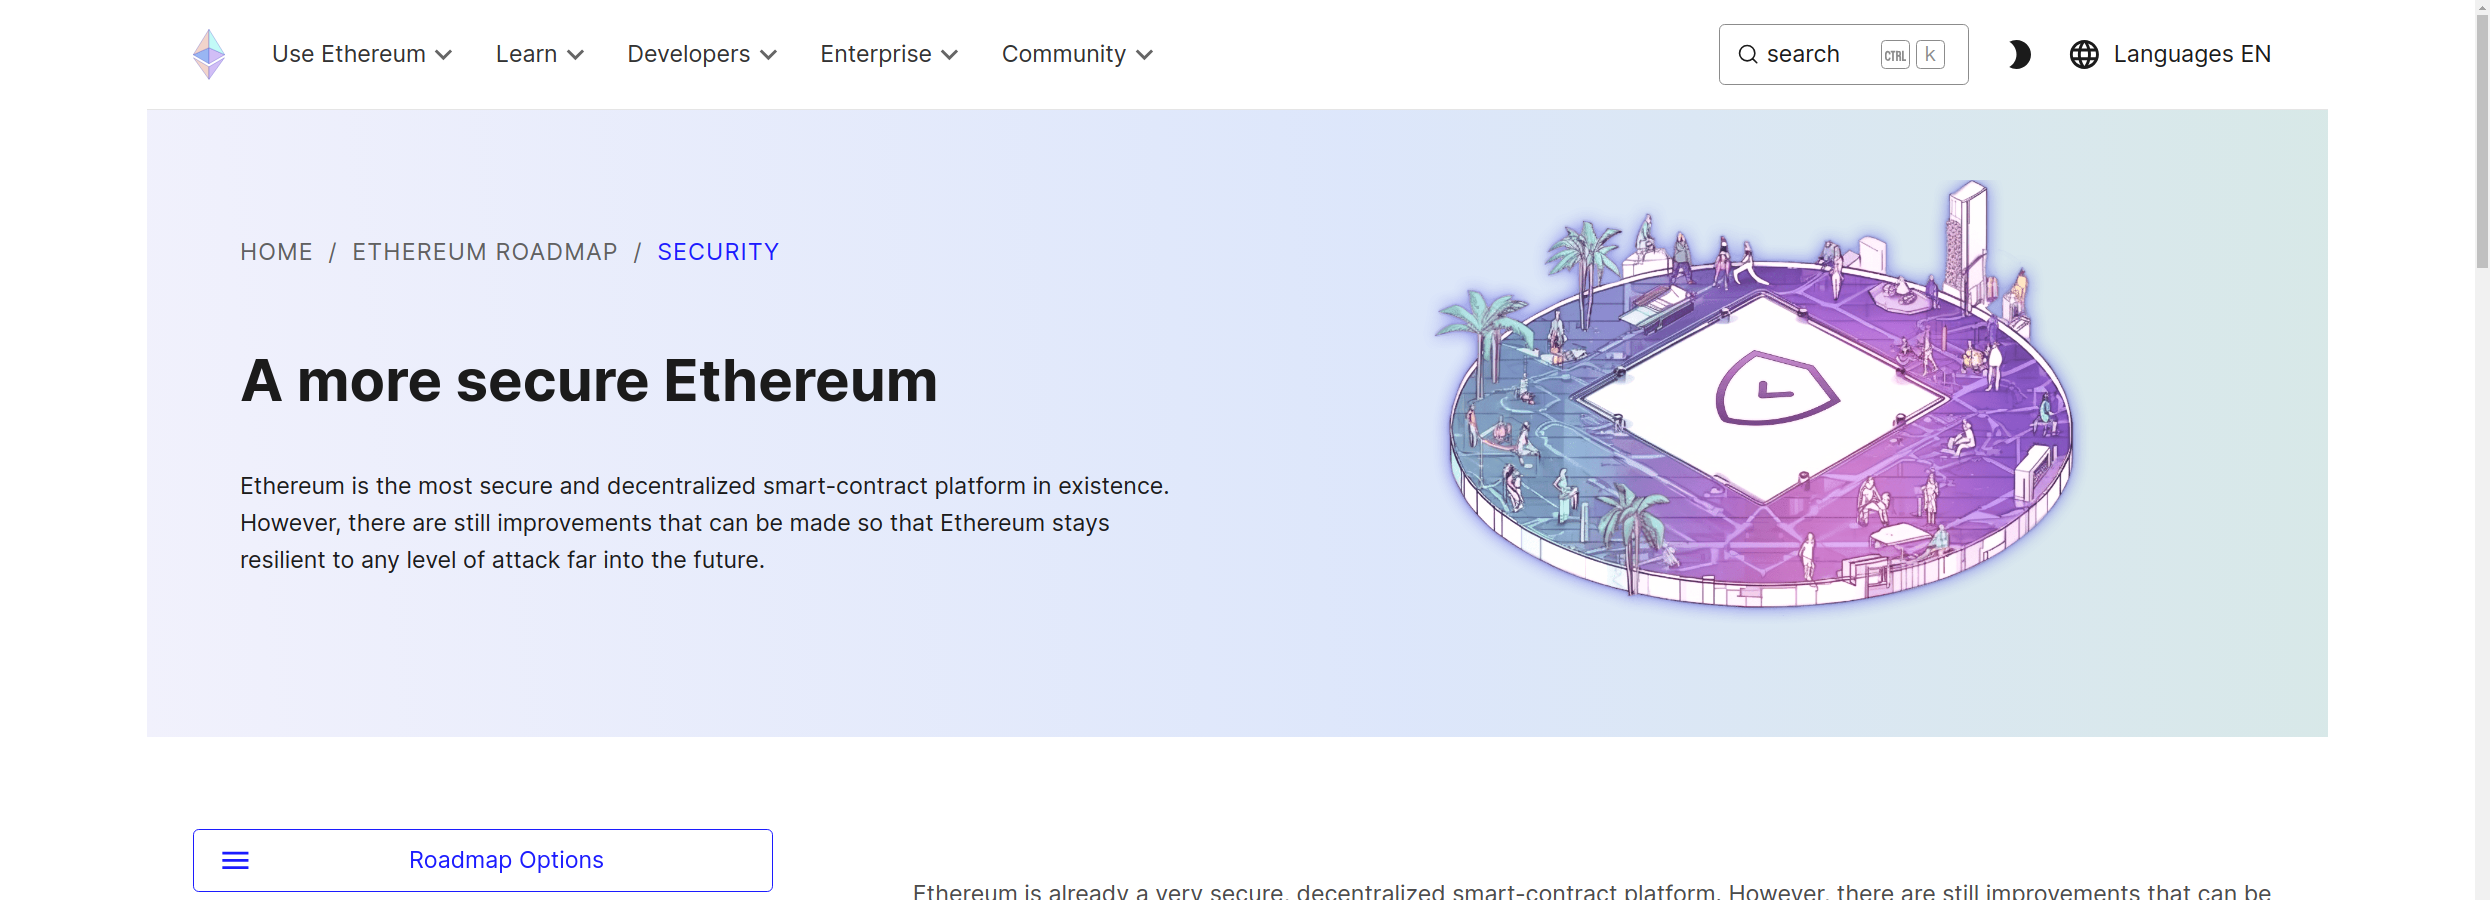 Use Ethereum Learn Developers Enterprise Community search CTRL k Languages EN
HOME / ETHEREUM ROADMAP / SECURITY
A more secure Ethereum
Ethereum is the most secure and decentralized smart-contract platform in existence.
However, there are still improvements that can be made so that Ethereum stays
resilient to any level of attack far into the future.
Roadmap Options
Ethereum is already a very secure, decentralized smart-contract platform. However, there are still improvements that can be